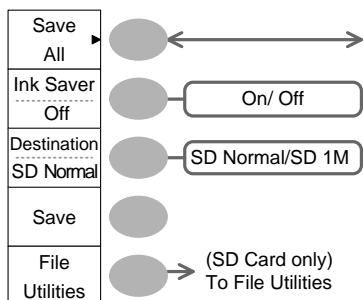 Save
All
Ink Saver
Off
On/ Off
Destination
SD Normal
SD Normal/SD 1M
Save
File
Utilities
(SD Card only)
To File Utilities